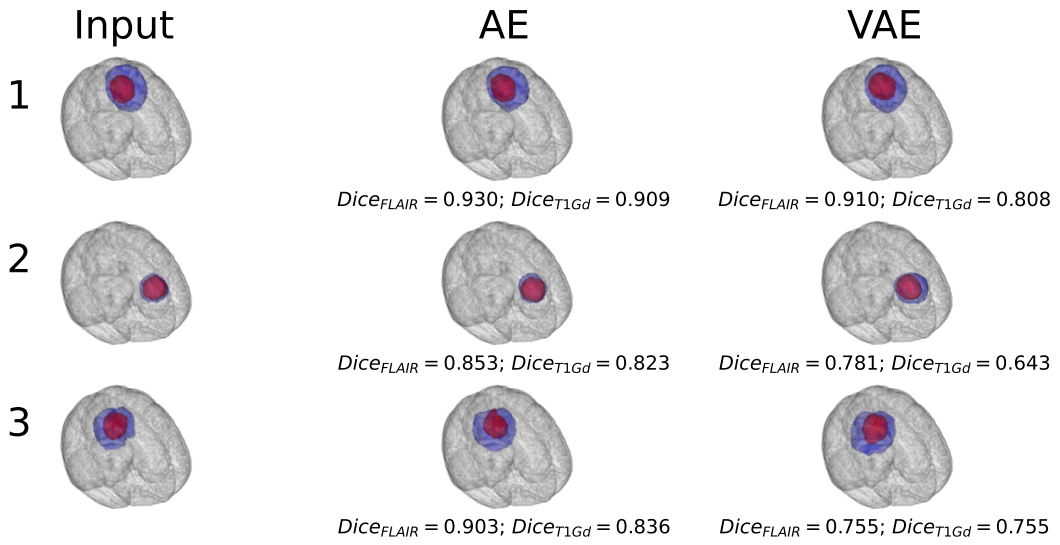 Input AE VAE
1
Dice_FLAIR = 0.930; Dice_T1Gd = 0.909 Dice_FLAIR = 0.910; Dice_T1Gd = 0.808
2
Dice_FLAIR = 0.853; Dice_T1Gd = 0.823 Dice_FLAIR = 0.781; Dice_T1Gd = 0.643
3
Dice_FLAIR = 0.903; Dice_T1Gd = 0.836 Dice_FLAIR = 0.755; Dice_T1Gd = 0.755